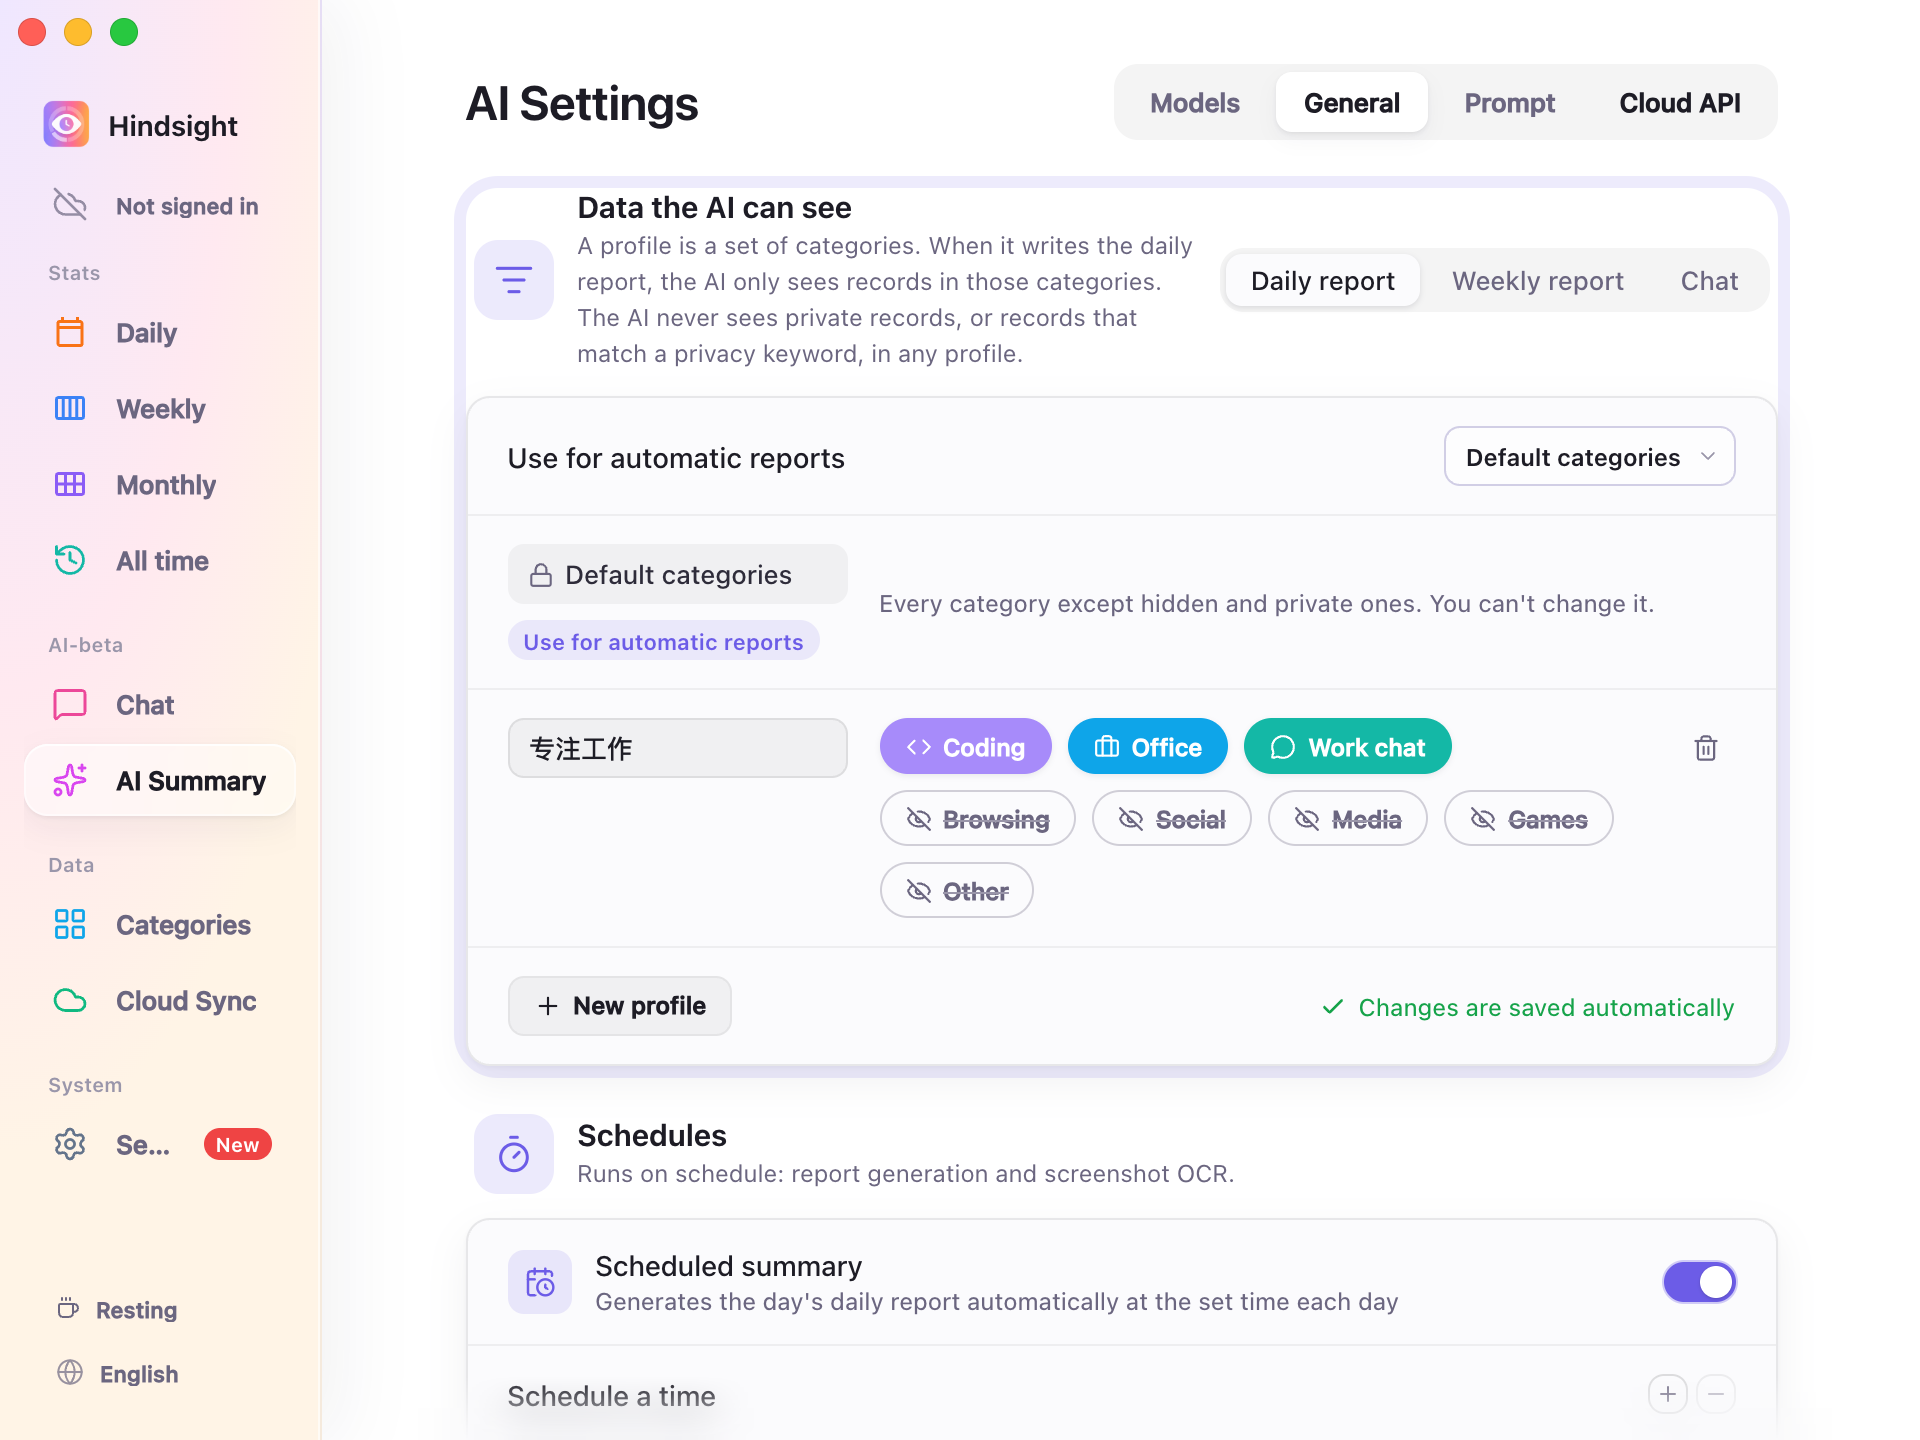 Hindsight
Not signed in
Stats
Daily
Weekly
Monthly
All time
AI-beta
Chat
AI Summary
Data
Categories
Cloud Sync
System
Se...
New
Resting
English
AI Settings
Models
General
Prompt
Cloud API
Data the AI can see
A profile is a set of categories. When it writes the daily
report, the AI only sees records in those categories.
The AI never sees private records, or records that
match a privacy keyword, in any profile.
Daily report
Weekly report
Chat
Use for automatic reports
Default categories
Default categories
Use for automatic reports
Every category except hidden and private ones. You can't change it.
专注工作
Coding
Office
Work chat
Browsing
Social
Media
Games
Other
New profile
Changes are saved automatically
Schedules
Runs on schedule: report generation and screenshot OCR.
Scheduled summary
Generates the day's daily report automatically at the set time each day
Schedule a time